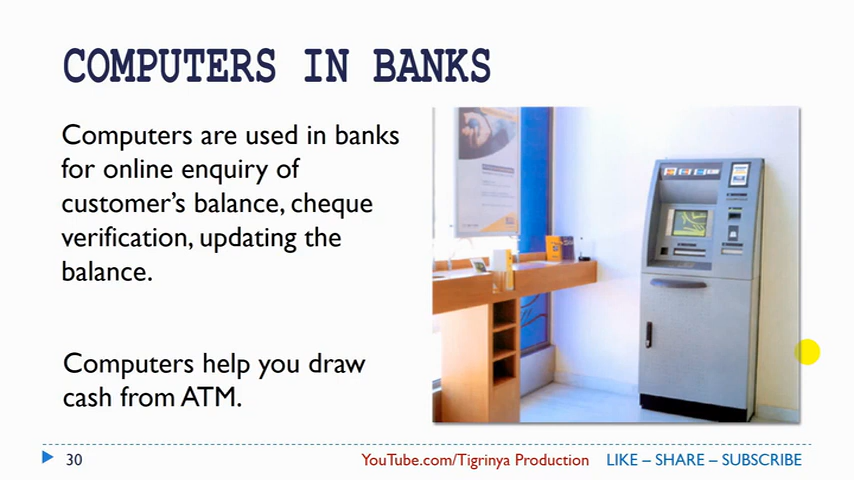 COMPUTERS IN BANKS
Computers are used in banks
for online enquiry of
customer’s balance, cheque
verification, updating the
balance.
Computers help you draw
cash from ATM.
30
YouTube.com/Tigrinya Production
LIKE – SHARE – SUBSCRIBE